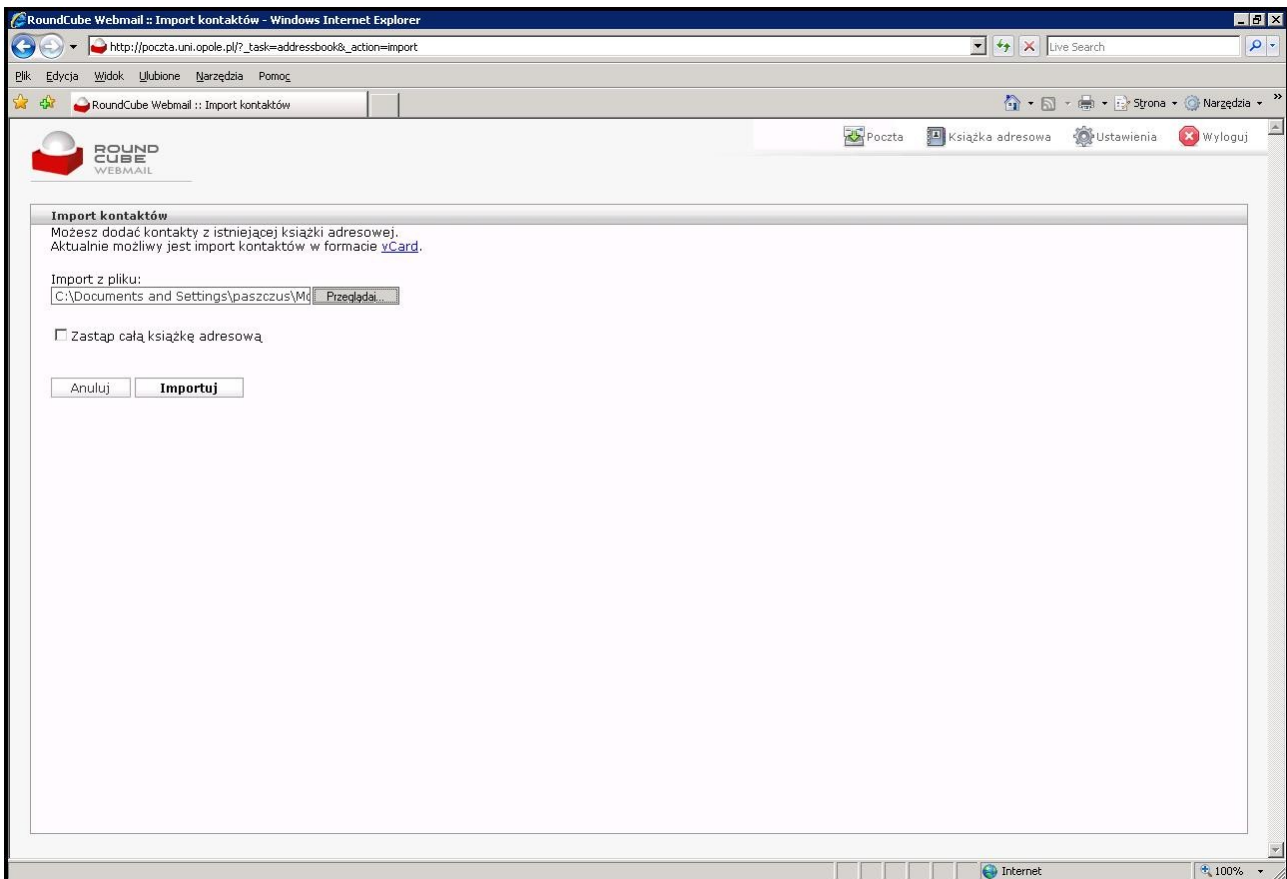 RoundCube Webmail :: Import kontaktów - Windows Internet Explorer
http://poczta.uni.opole.pl/?_task=addressbook&_action=import
Live Search
Plik Edycja Widok Ulubione Narzędzia Pomoc
RoundCube Webmail :: Import kontaktów
Strona Narzędzia »
ROUND
CUBE
WEBMAIL
Poczta Książka adresowa Ustawienia Wyloguj
Import kontaktów
Możesz dodać kontakty z istniejącej książki adresowej.
Aktualnie możliwy jest import kontaktów w formacie vCard.
Import z pliku:
C:\Documents and Settings\paszczus\Mo Przeglądaj...
Zastąp całą książkę adresową
Anuluj Importuj
Internet 100%